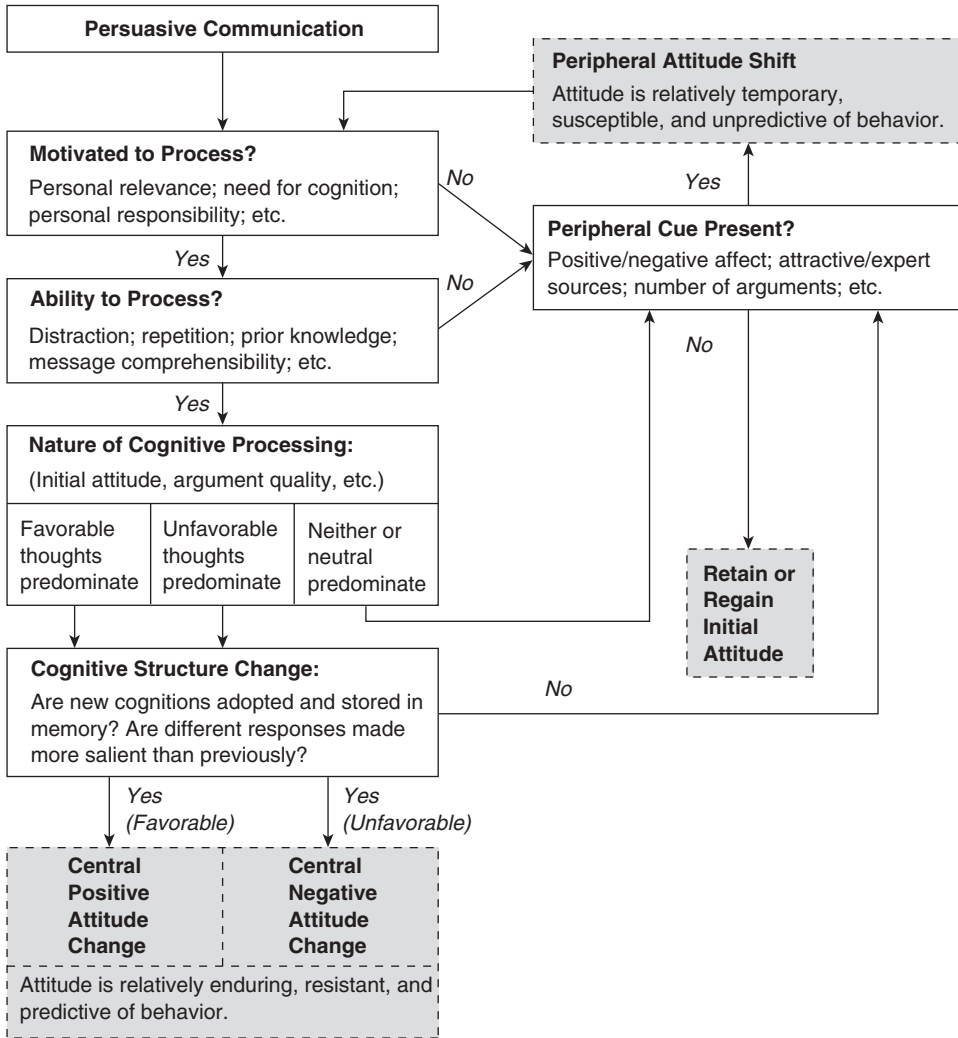 Persuasive Communication
Peripheral Attitude Shift
Attitude is relatively temporary,
susceptible, and unpredictive of behavior.
Motivated to Process?
Personal relevance; need for cognition;
personal responsibility; etc.
No
Yes
Yes
Peripheral Cue Present?
Positive/negative affect; attractive/expert
sources; number of arguments; etc.
Ability to Process?
Distraction; repetition; prior knowledge;
message comprehensibility; etc.
No
No
Yes
Nature of Cognitive Processing:
(Initial attitude, argument quality, etc.)
Favorable
thoughts
predominate
Unfavorable
thoughts
predominate
Neither or
neutral
predominate
Retain or
Regain
Initial
Attitude
Cognitive Structure Change:
Are new cognitions adopted and stored in
memory? Are different responses made
more salient than previously?
No
Yes
(Favorable)
Yes
(Unfavorable)
Central
Positive
Attitude
Change
Central
Negative
Attitude
Change
Attitude is relatively enduring, resistant, and
predictive of behavior.